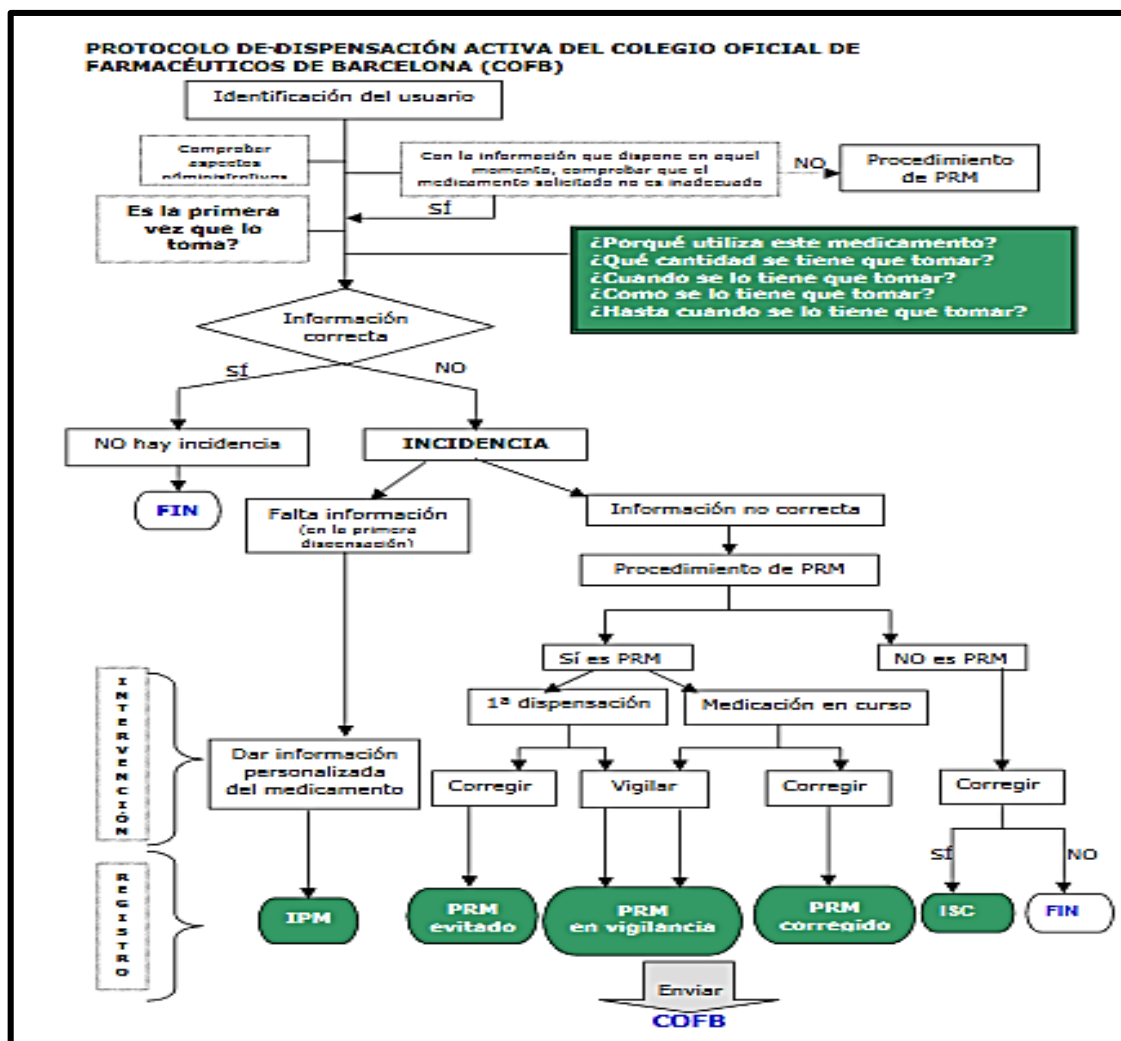 PROTOCOLO DE-DISPENSACIÓN ACTIVA DEL COLEGIO OFICIAL DE
FARMACÉUTICOS DE BARCELONA (COFB)
Identificación del usuario
Comprobar
aspectos
administrativos
Con la información que dispone en aquel
momento, comprobar que el
medicamento solicitado no es inadecuado
NO
Procedimiento
de PRM
SÍ
Es la primera
vez que lo
toma?
¿Porqué utiliza este medicamento?
¿Qué cantidad se tiene que tomar?
¿Cuando se lo tiene que tomar?
¿Como se lo tiene que tomar?
¿Hasta cuando se lo tiene que tomar?
Información
correcta
SÍ
NO
NO hay incidencia
INCIDENCIA
FIN
Falta información
(en la primera
dispensación)
Información no correcta
Procedimiento de PRM
Sí es PRM
NO es PRM
1ª dispensación
Medicación en curso
INTERVENCIÓN
Dar información
personalizada
del medicamento
Corregir
Vigilar
Corregir
Corregir
SÍ
NO
REGISTRO
IPM
PRM
evitado
PRM
en vigilancia
PRM
corregido
ISC
FIN
Enviar
COFB